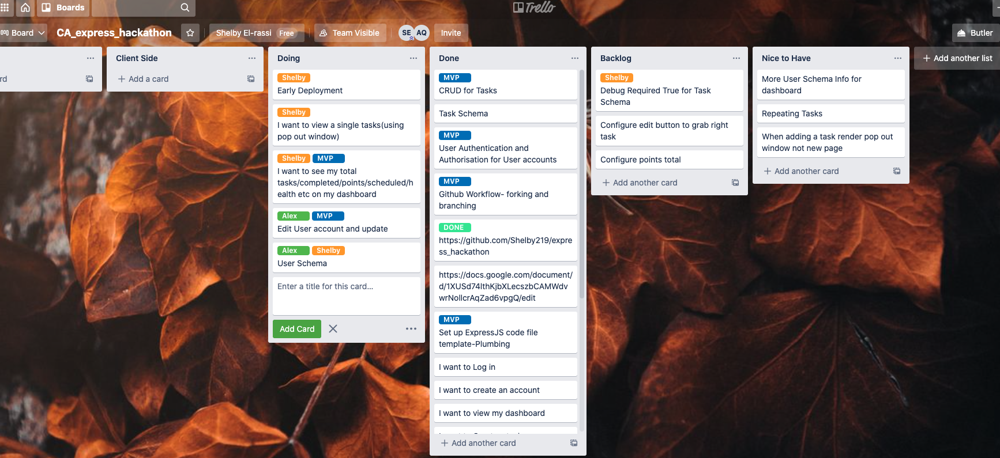 Boards
Trello
Board
CA_express_hackathon
Shelby El-rassi Free
Team Visible
SE AQ
Invite
Butler
rd
Client Side
Add a card
Doing
Shelby
Early Deployment
Shelby
I want to view a single tasks(using
pop out window)
Shelby MVP
I want to see my total
tasks/completed/points/scheduled/h
ealth etc on my dashboard
Alex MVP
Edit User account and update
Alex Shelby
User Schema
Enter a title for this card...
Add Card
Done
MVP
CRUD for Tasks
Task Schema
MVP
User Authentication and
Authorisation for User accounts
MVP
Github Workflow- forking and
branching
DONE
https://github.com/Shelby219/expre
ss_hackathon
https://docs.google.com/document/
d/1XUSd74lthKjbXLecszbCAMWdv
wrNollcrAqZad6vpgQ/edit
MVP
Set up ExpressJS code file
template-Plumbing
I want to Log in
I want to create an account
I want to view my dashboard
Add another card
Backlog
Shelby
Debug Required True for Task
Schema
Configure edit button to grab right
task
Configure points total
Add another card
Nice to Have
More User Schema Info for
dashboard
Repeating Tasks
When adding a task render pop out
window not new page
Add another card
Add another list